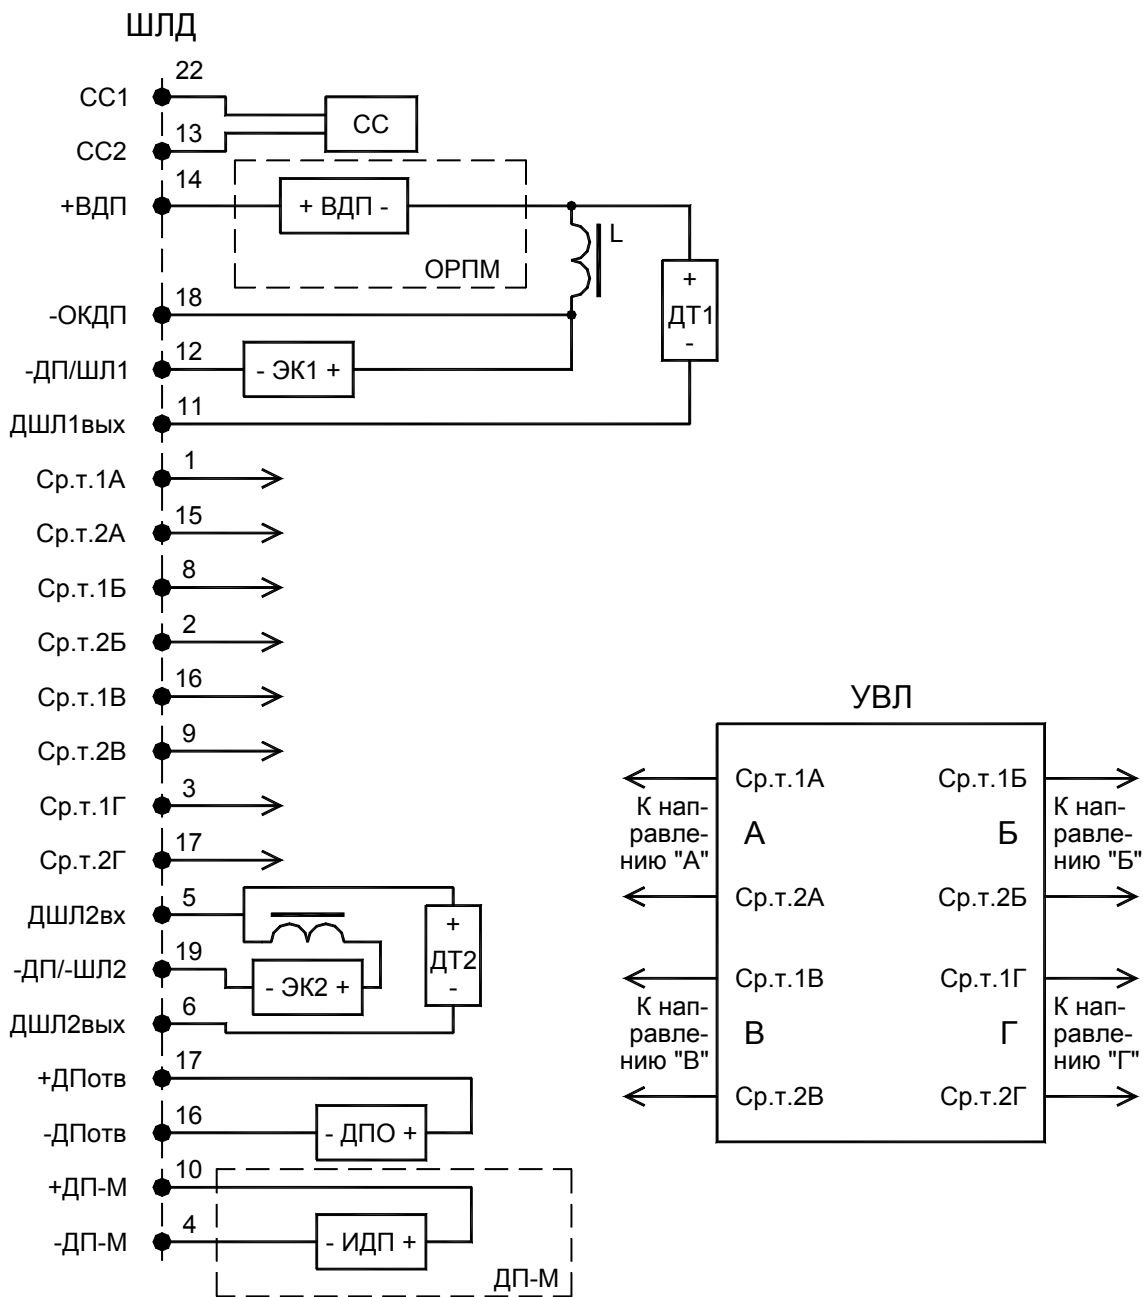 ШЛД
22
СС1
СС
13
СС2
14
+ВДП
+ ВДП -
L
ОРПМ
+
ДТ1
-
18
-ОКДП
12
-ДП/ШЛ1
- ЭК1 +
11
ДШЛ1вых
1
Ср.т.1А
15
Ср.т.2А
8
Ср.т.1Б
2
Ср.т.2Б
16
Ср.т.1В
9
Ср.т.2В
3
Ср.т.1Г
17
Ср.т.2Г
5
ДШЛ2вх
19
-ДП/-ШЛ2
- ЭК2 +
+
ДТ2
-
6
ДШЛ2вых
17
+ДПотв
16
-ДПотв
- ДПО +
10
+ДП-М
4
-ДП-М
- ИДП +
ДП-М
УВЛ
Ср.т.1А
Ср.т.1Б
К нап-
равле-
нию "А"
А
Б
К нап-
равле-
нию "Б"
Ср.т.2А
Ср.т.2Б
Ср.т.1В
Ср.т.1Г
К нап-
равле-
нию "В"
В
Г
К нап-
равле-
нию "Г"
Ср.т.2В
Ср.т.2Г